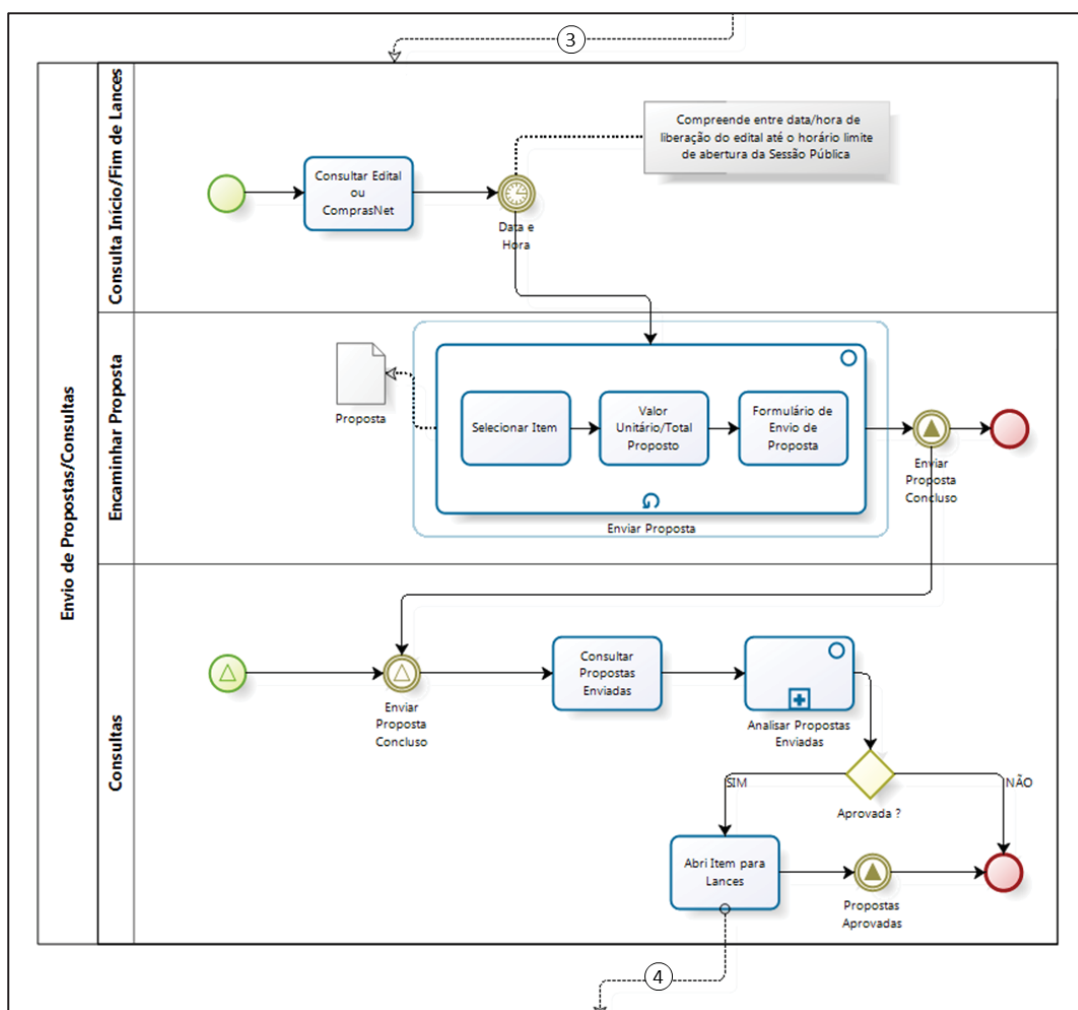 3
Envio de Propostas/Consultas
Consulta Início/Fim de Lances
Compreende entre data/hora de
liberação do edital até o horário limite
de abertura da Sessão Pública
Consultar Edital
ou
ComprasNet
Data e
Hora
Encaminhar Proposta
Proposta
Selecionar Item
Valor
Unitário/Total
Proposto
Formulário de
Envio de
Proposta
Enviar Proposta
Enviar
Proposta
Concluso
Consultas
Enviar
Proposta
Concluso
Consultar
Propostas
Enviadas
Analisar Propostas
Enviadas
SIM
NÃO
Aprovada ?
Abri Item para
Lances
Propostas
Aprovadas
4